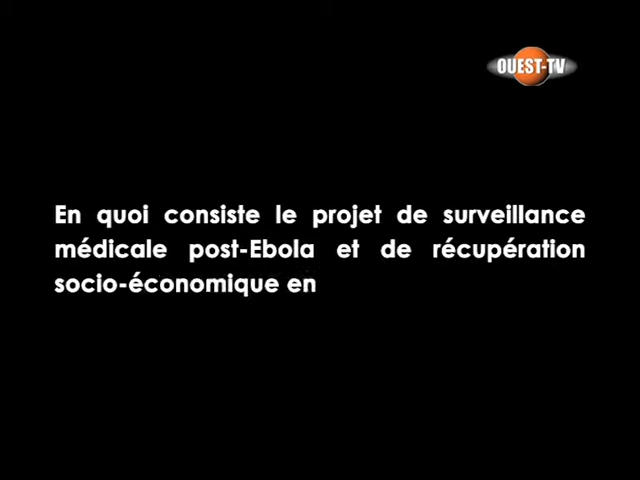 OUEST-TV
En quoi consiste le projet de surveillance
médicale post-Ebola et de récupération
socio-économique en